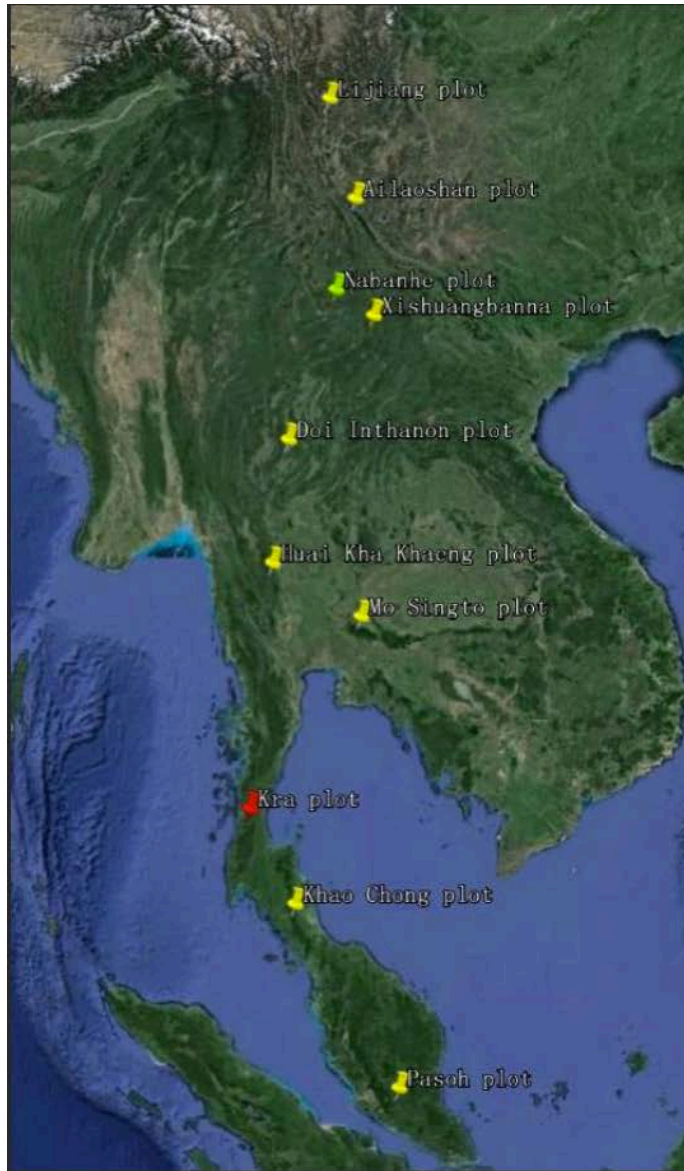 Lijiang plot
Ailaoshan plot
Nabanhe plot
Xishuangbanna plot
Doi Inthanon plot
Huai Kha Khaeng plot
Mo Singto plot
Kra plot
Khao Chong plot
Pasoh plot